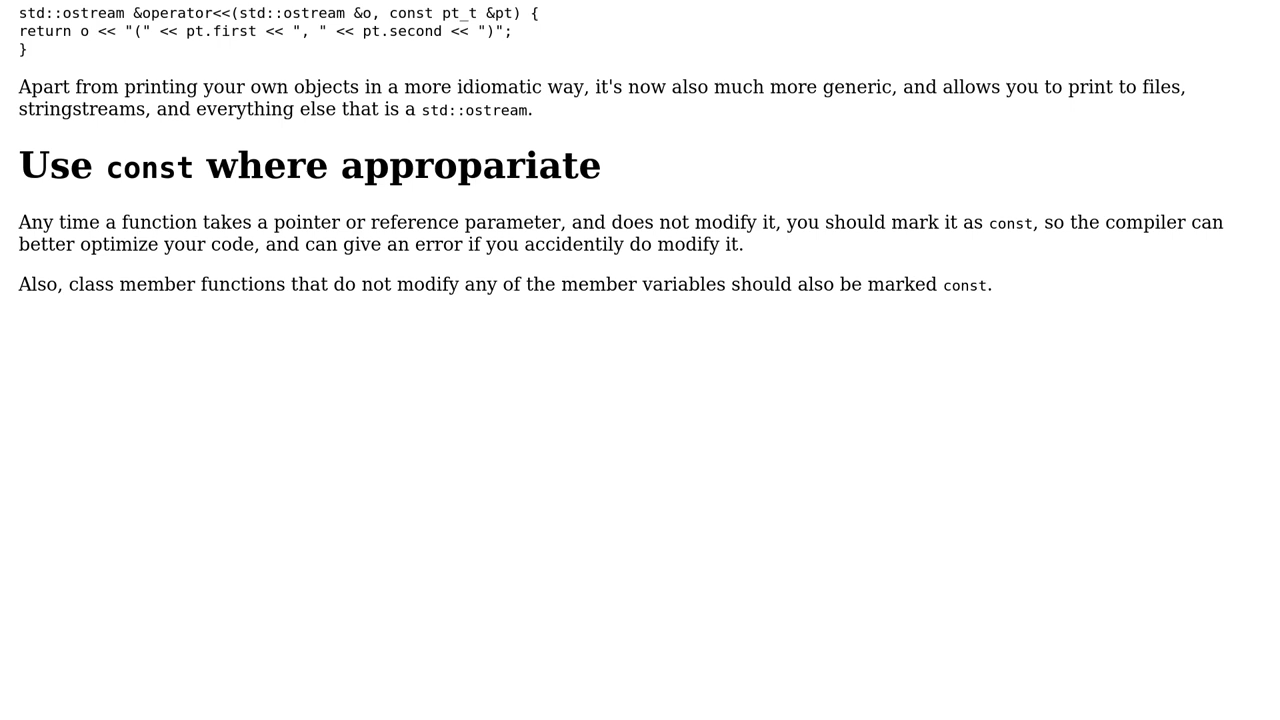 std::ostream &operator<<(std::ostream &o, const pt_t &pt) {
return o << "(" << pt.first << ", " << pt.second << ")";
}
Apart from printing your own objects in a more idiomatic way, it's now also much more generic, and allows you to print to files,
stringstreams, and everything else that is a std::ostream.
Use const where appropariate
Any time a function takes a pointer or reference parameter, and does not modify it, you should mark it as const, so the compiler can
better optimize your code, and can give an error if you accidentily do modify it.
Also, class member functions that do not modify any of the member variables should also be marked const.